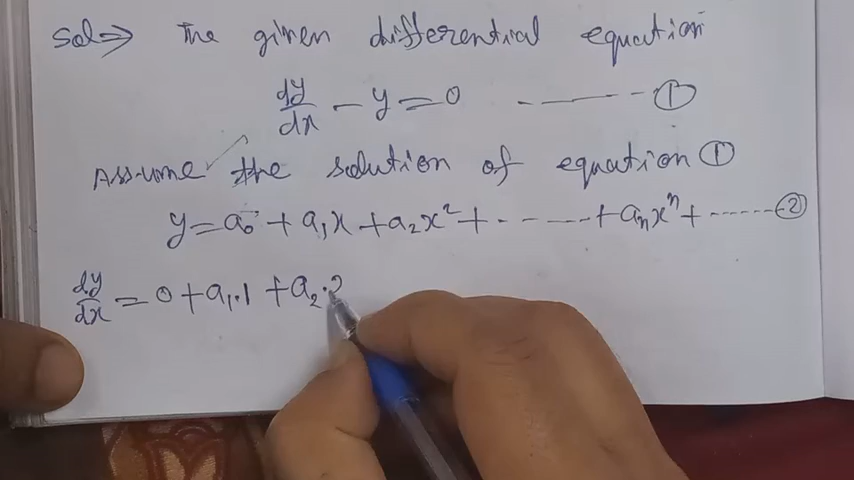 Sol⇒ The given differential equation
dy/dx - y = 0 -------- ①
Assume the solution of equation ①
y = a₀ + a₁x + a₂x² + -------- + aₙxⁿ + ------ ②
dy/dx = 0 + a₁.1 + a₂.2